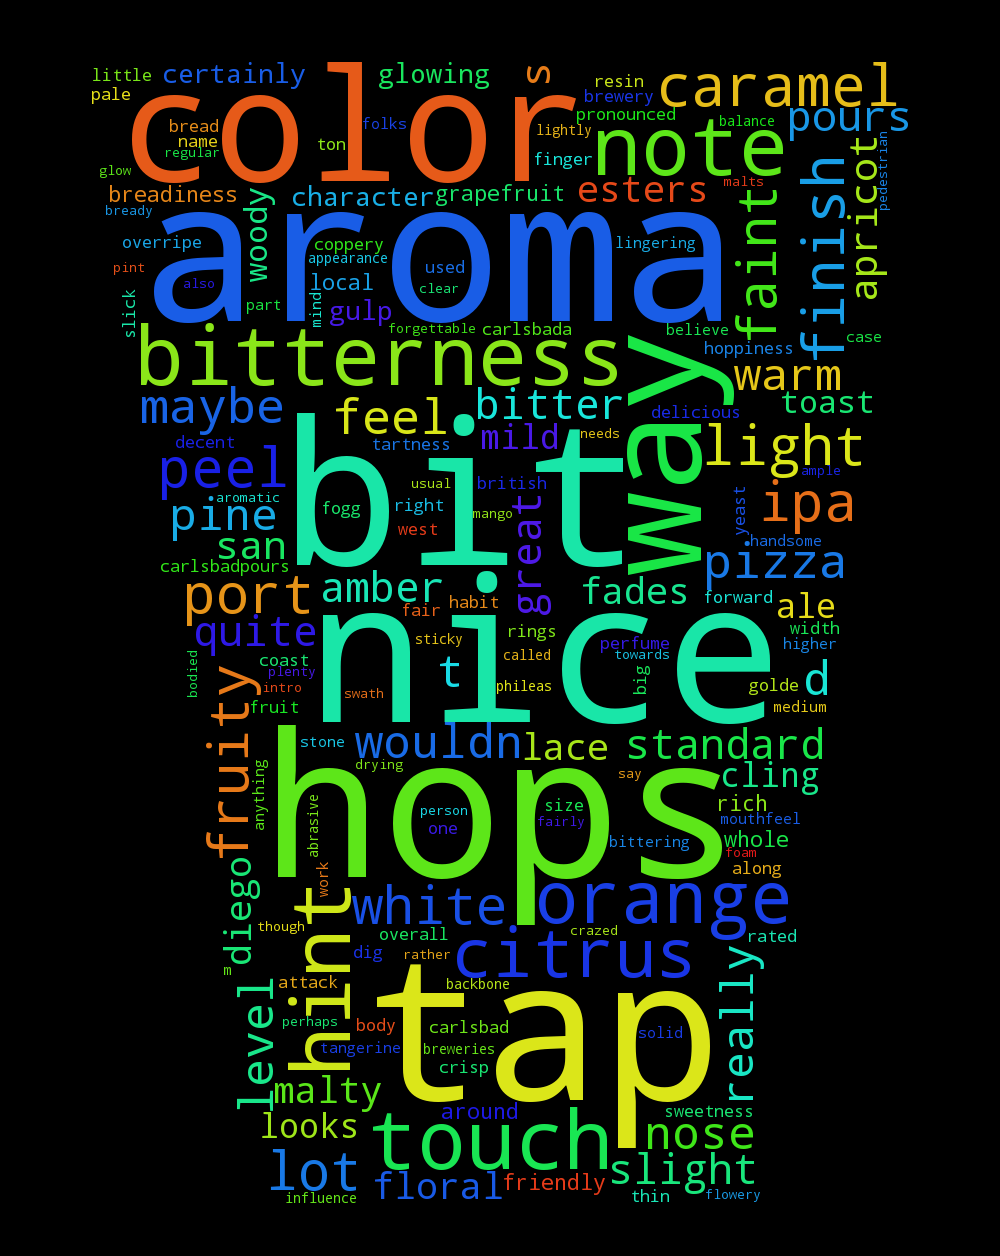 little certainly color glowing s resin caramel
pale brewery pours
bread folks lightly pronounced balance
name ton note
regular finger apricot pedestrian
glow malts
breadiness woody character grapefruit esters faint finish
bready aroma
overripe coppery used lingering
appearance
pint also local clear
slick part mind gulp
forgettable carlsbada believe case
bitterness way hoppiness
warm
maybe feel bitter delicious toast
decent tartness mild needs light
peel bit usual british ample
aromatic great yeast ipa
pine fogg right mango
san west handsome
carlsbadpours pizza
port amber fades forward ale
fair habit
quite nice sticky rings perfume width
higher
bodied coast t called towards
plenty phileas big golde d
intro swath
fruity fruit medium
stone wouldn lace standard
drying say cling
anything hops size rich
abrasive person one fairly mouthfeel
bittering whole
foam
work along
diego hint white orange
though overall crazed rated
dig rather citrus really
m
attack backbone
level tap
perhaps body carlsbad solid
tangerine breweries
crisp
malty around sweetness
looks touch nose
lot slight
floral friendly
influence thin flowery